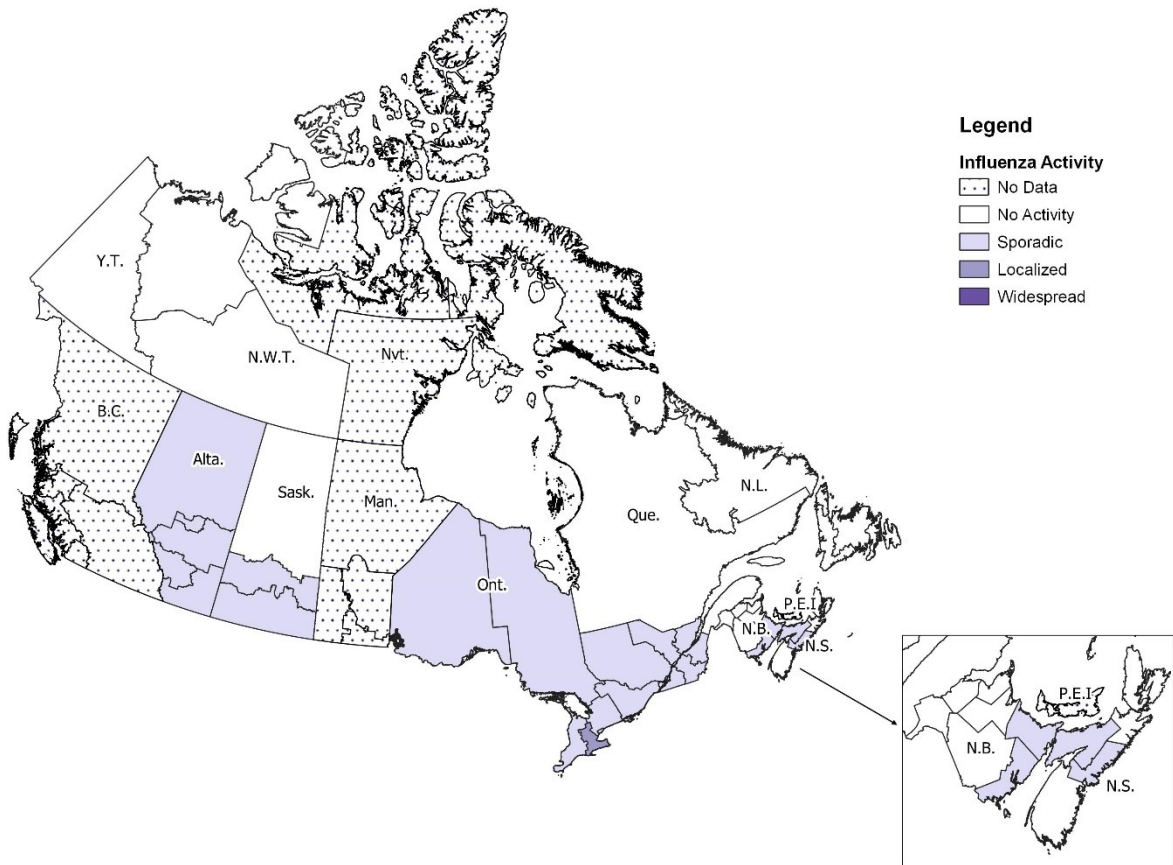 Legend
Influenza Activity
No Data
No Activity
Sporadic
Localized
Widespread
Y.T.
N.W.T.
Nvt.
B.C.
Alta.
Sask.
Man.
Ont.
Que.
N.L.
P.E.I
N.B.
N.S.
P.E.I
N.B.
N.S.